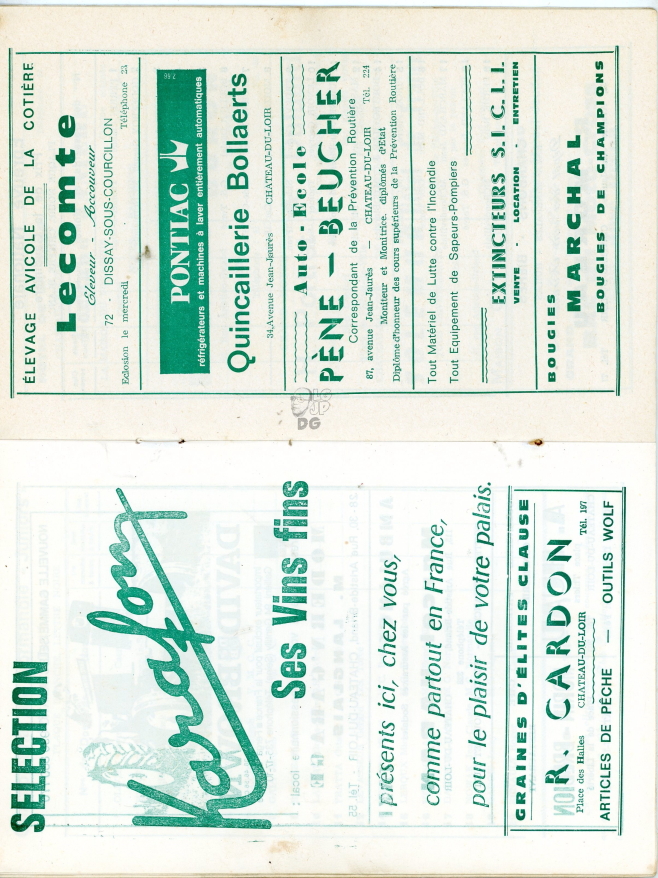 SELECTION
Karafon
Ses Vins fins
présents ici, chez vous,
comme partout en France,
pour le plaisir de votre palais.
GRAINES D'ÉLITES CLAUSE
R. CARDON
Place des Halles CHATEAU-DU-LOIR Tél. 197
ARTICLES DE PÊCHE — OUTILS WOLF
ÉLEVAGE AVICOLE DE LA COTIÈRE
Lecomte
Éleveur - Accouveur
72 - DISSAY-SOUS-COURCILLON
Eclosion le mercredi Téléphone 23
PONTIAC
réfrigérateurs et machines à laver entièrement automatiques
Quincaillerie Bollaerts
34, Avenue Jean-Jaurès CHATEAU-DU-LOIR
Auto - Ecole
PÈNE — BEUCHER
Correspondant de la Prévention Routière
87, avenue Jean-Jaurès — CHATEAU-DU-LOIR Tél. 224
Moniteur et Monitrice diplômés d'Etat
Diplôme d'honneur des cours supérieurs de la Prévention Routière
Tout Matériel de Lutte contre l'Incendie
Tout Equipement de Sapeurs-Pompiers
EXTINCTEURS S.I.C.L.I.
VENTE - LOCATION - ENTRETIEN
BOUGIES
MARCHAL
BOUGIES DE CHAMPIONS
DG